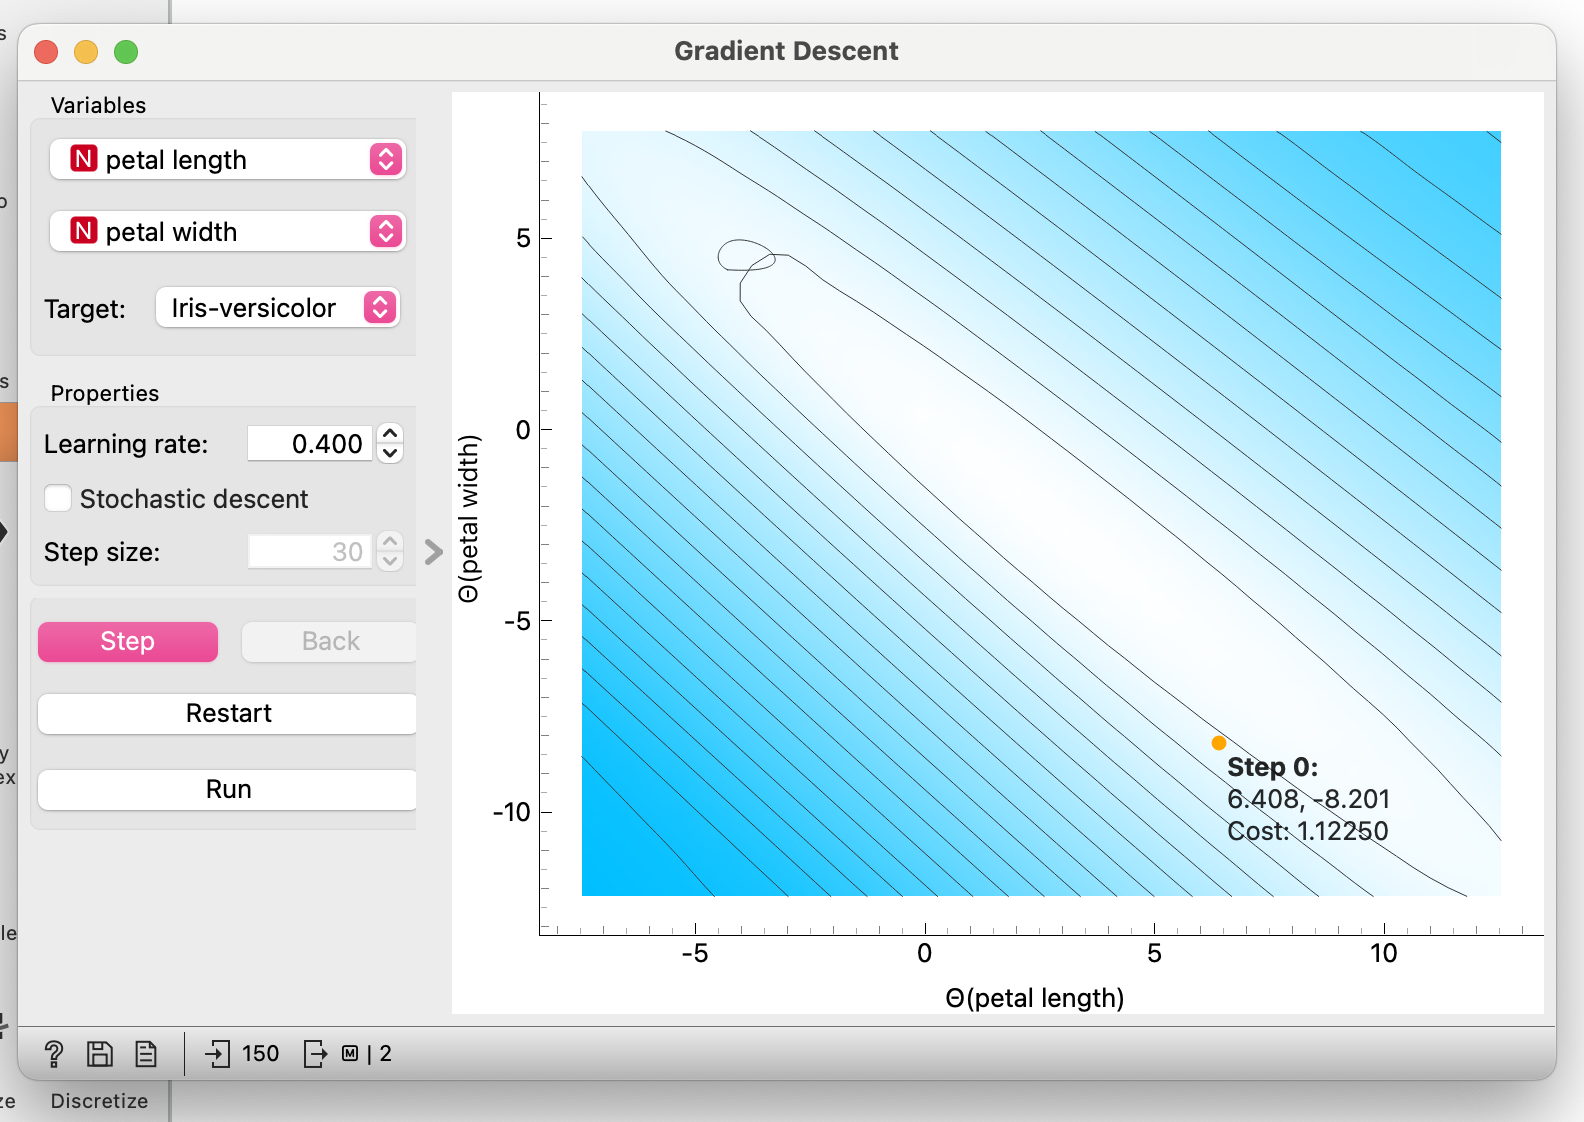 Gradient Descent
Variables
N petal length
N petal width
Target: Iris-versicolor
Properties
Learning rate: 0.400
Stochastic descent
Step size: 30
Step Back
Restart
Run
5
0
-5
-10
Θ(petal width)
Step 0:
6.408, -8.201
Cost: 1.12250
-5 0 5 10
Θ(petal length)
? 150 M | 2
Discretize